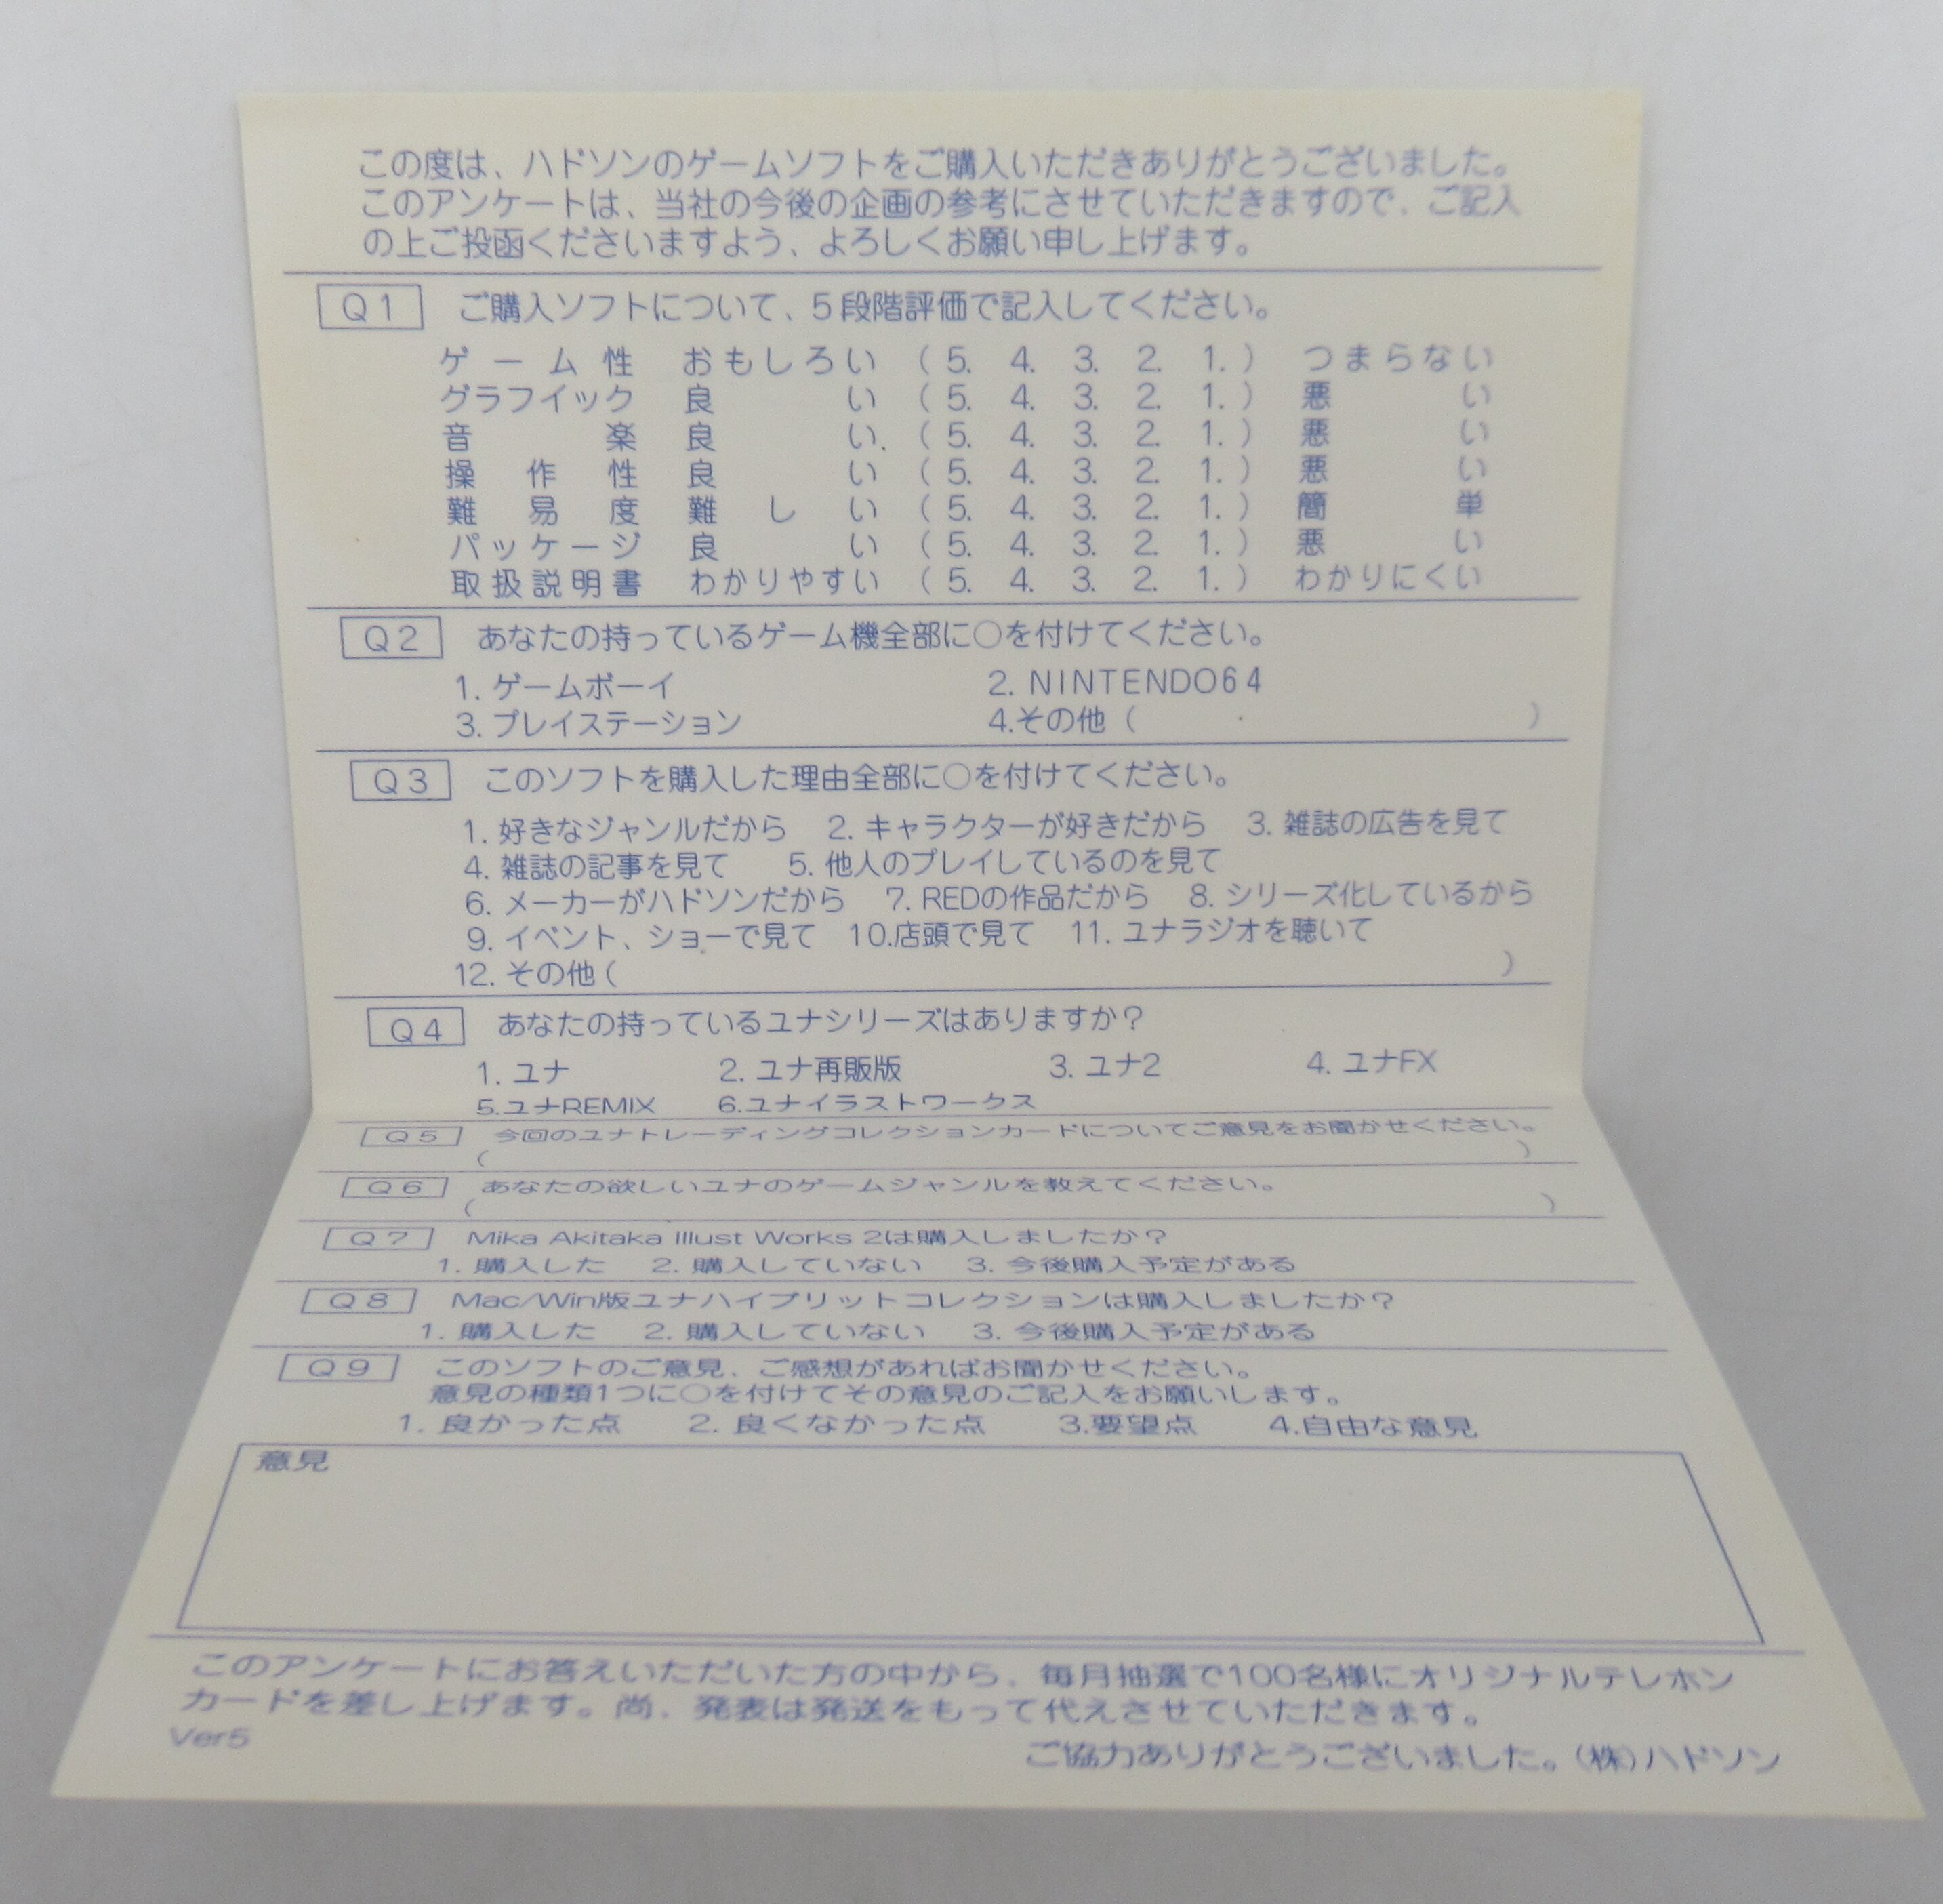 この度は、ハドソンのゲームソフトをご購入いただきありがとうございました。
このアンケートは、当社の今後の企画の参考にさせていただきますので、ご記入
の上ご投函くださいますよう、よろしくお願い申し上げます。
Q1 ご購入ソフトについて、5段階評価で記入してください。
ゲーム性 おもしろい (5. 4. 3. 2. 1.) つまらない
グラフイック 良い (5. 4. 3. 2. 1.) 悪い
音楽 良い (5. 4. 3. 2. 1.) 悪い
操作性 良い (5. 4. 3. 2. 1.) 悪い
難易度 難しい (5. 4. 3. 2. 1.) 簡単
パッケージ 良い (5. 4. 3. 2. 1.) 悪い
取扱説明書 わかりやすい (5. 4. 3. 2. 1.) わかりにくい
Q2 あなたの持っているゲーム機全部に○を付けてください。
1. ゲームボーイ 2. NINTENDO64
3. プレイステーション 4.その他 ( )
Q3 このソフトを購入した理由全部に○を付けてください。
1. 好きなジャンルだから 2. キャラクターが好きだから 3. 雑誌の広告を見て
4. 雑誌の記事を見て 5. 他人のプレイしているのを見て
6. メーカーがハドソンだから 7. REDの作品だから 8. シリーズ化しているから
9. イベント、ショーで見て 10.店頭で見て 11. ユナラジオを聴いて
12. その他 ( )
Q4 あなたの持っているユナシリーズはありますか?
1. ユナ 2. ユナ再販版 3. ユナ2 4. ユナFX
5.ユナREMIX 6.ユナイラストワークス
Q5 今回のユナトレーディングコレクションカードについてご意見をお聞かせください。
( )
Q6 あなたの欲しいユナのゲームジャンルを教えてください。
( )
Q7 Mika Akitaka Illust Works 2は購入しましたか?
1. 購入した 2. 購入していない 3. 今後購入予定がある
Q8 Mac/Win版ユナハイブリットコレクションは購入しましたか?
1. 購入した 2. 購入していない 3. 今後購入予定がある
Q9 このソフトのご意見、ご感想があればお聞かせください。
意見の種類1つに○を付けてその意見のご記入をお願いします。
1. 良かった点 2. 良くなかった点 3.要望点 4.自由な意見
意見
このアンケートにお答えいただいた方の中から、毎月抽選で100名様にオリジナルテレホン
カードを差し上げます。尚、発表は発送をもって代えさせていただきます。
Ver5
ご協力ありがとうございました。(株)ハドソン